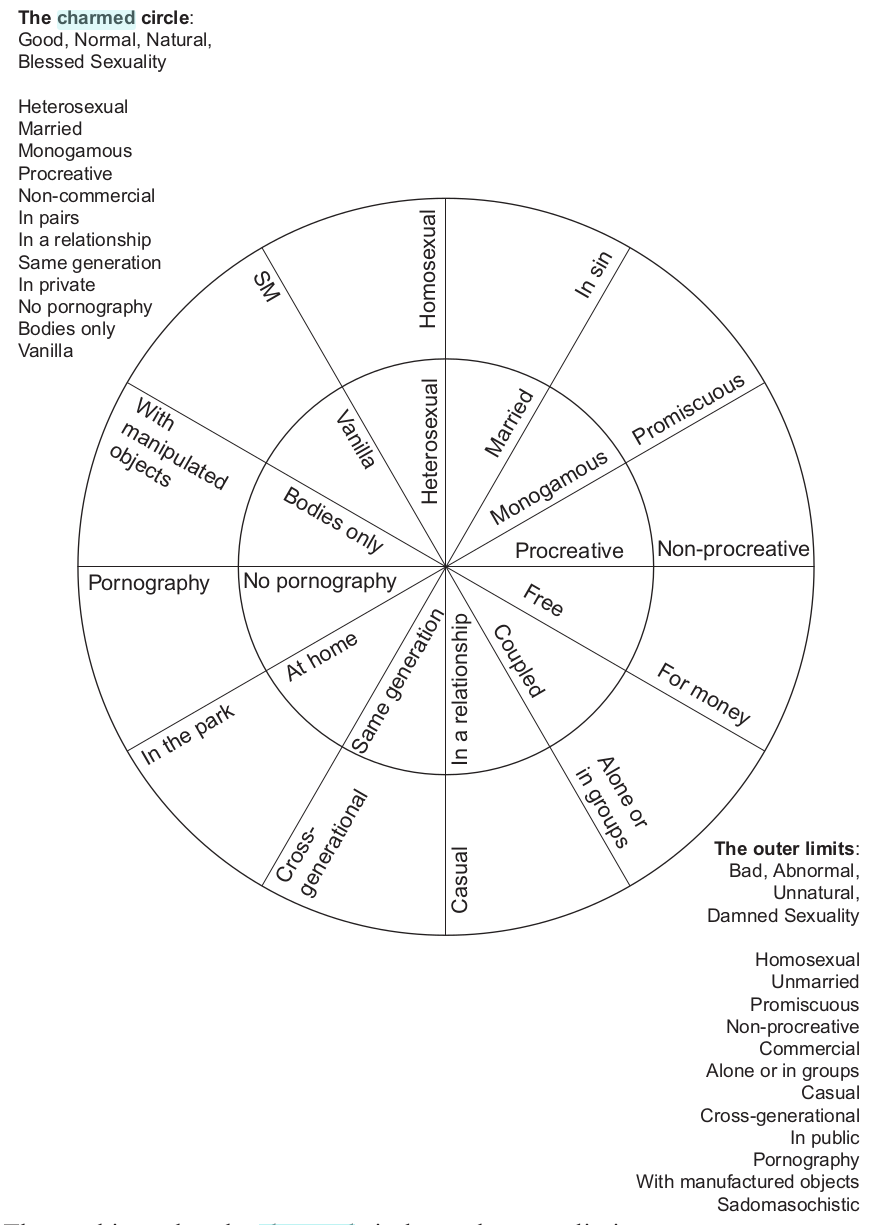 The charmed circle:
Good, Normal, Natural,
Blessed Sexuality
Heterosexual
Married
Monogamous
Procreative
Non-commercial
In pairs
In a relationship
Same generation
In private
No pornography
Bodies only
Vanilla
Homosexual
In sin
Promiscuous
Non-procreative
For money
Alone or
in groups
Casual
Cross-
generational
In the park
Pornography
With
manipulated
objects
SM
Heterosexual
Married
Monogamous
Procreative
Free
Coupled
In a relationship
Same generation
At home
No pornography
Bodies only
Vanilla
The outer limits:
Bad, Abnormal,
Unnatural,
Damned Sexuality
Homosexual
Unmarried
Promiscuous
Non-procreative
Commercial
Alone or in groups
Casual
Cross-generational
In public
Pornography
With manufactured objects
Sadomasochistic